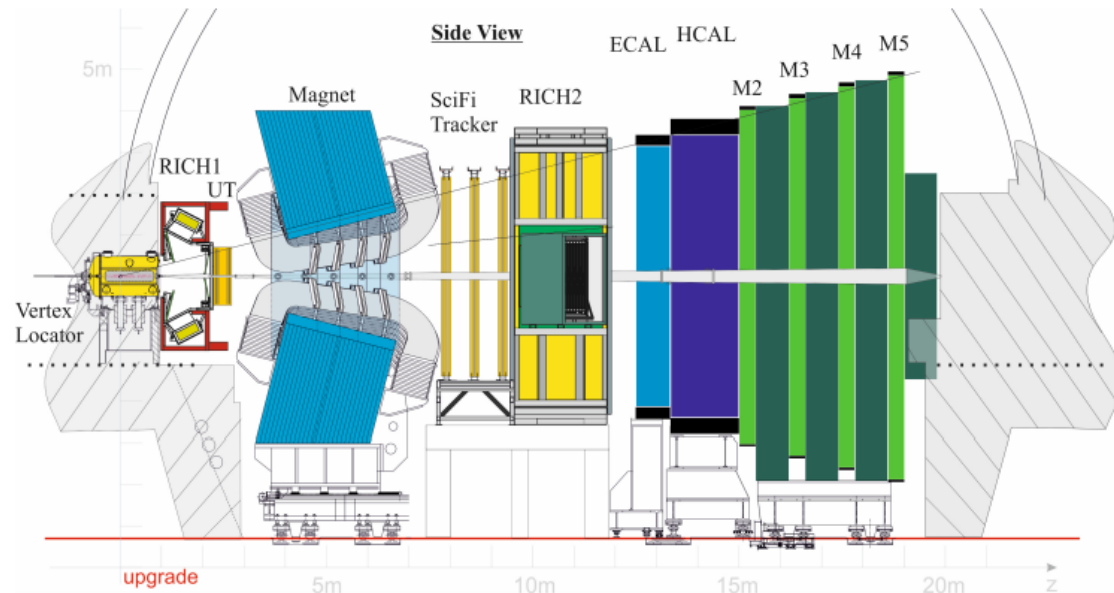 Side View
ECAL
HCAL
M2
M3
M4
M5
5m
Magnet
SciFi
Tracker
RICH2
RICH1
UT
Vertex
Locator
upgrade
5m
10m
15m
20m
z